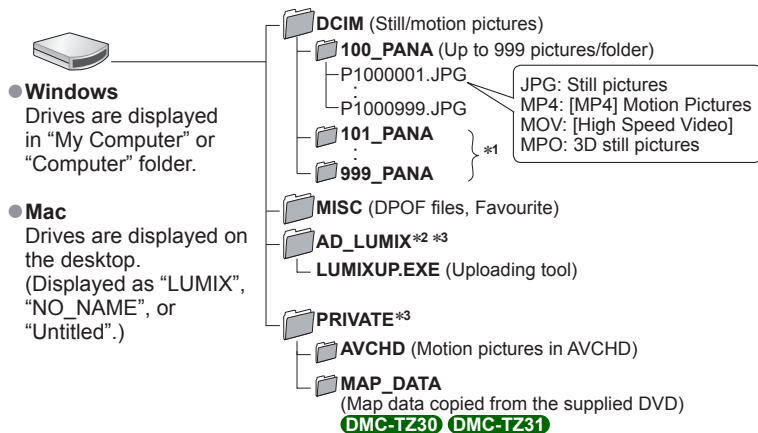 ● Windows
Drives are displayed
in “My Computer” or
“Computer” folder.
● Mac
Drives are displayed on
the desktop.
(Displayed as “LUMIX”,
“NO_NAME”, or
“Untitled”.)
DCIM (Still/motion pictures)
100_PANA (Up to 999 pictures/folder)
P1000001.JPG
:
P1000999.JPG
JPG: Still pictures
MP4: [MP4] Motion Pictures
MOV: [High Speed Video]
MPO: 3D still pictures
101_PANA
:
999_PANA
*1
MISC (DPOF files, Favourite)
AD_LUMIX*2 *3
LUMIXUP.EXE (Uploading tool)
PRIVATE*3
AVCHD (Motion pictures in AVCHD)
MAP_DATA
(Map data copied from the supplied DVD)
DMC-TZ30 DMC-TZ31